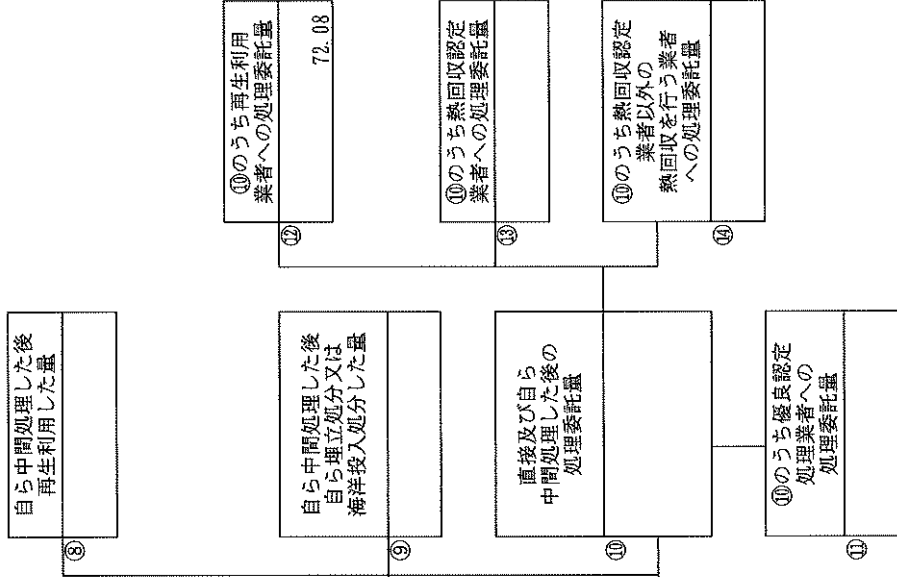 ⑧
自ら中間処理した後
再生利用した量
⑨
自ら中間処理した後
自ら埋立処分又は
海洋投入処分した量
⑩
直接及び自ら
中間処理した後の
処理委託量
⑪
⑩のうち優良認定
処理業者への
処理委託量
⑫
⑩のうち再生利用
業者への処理委託量
72.08
⑬
⑩のうち熱回収認定
業者への処理委託量
⑭
⑩のうち熱回収認定
業者以外の
熱回収を行う業者
への処理委託量